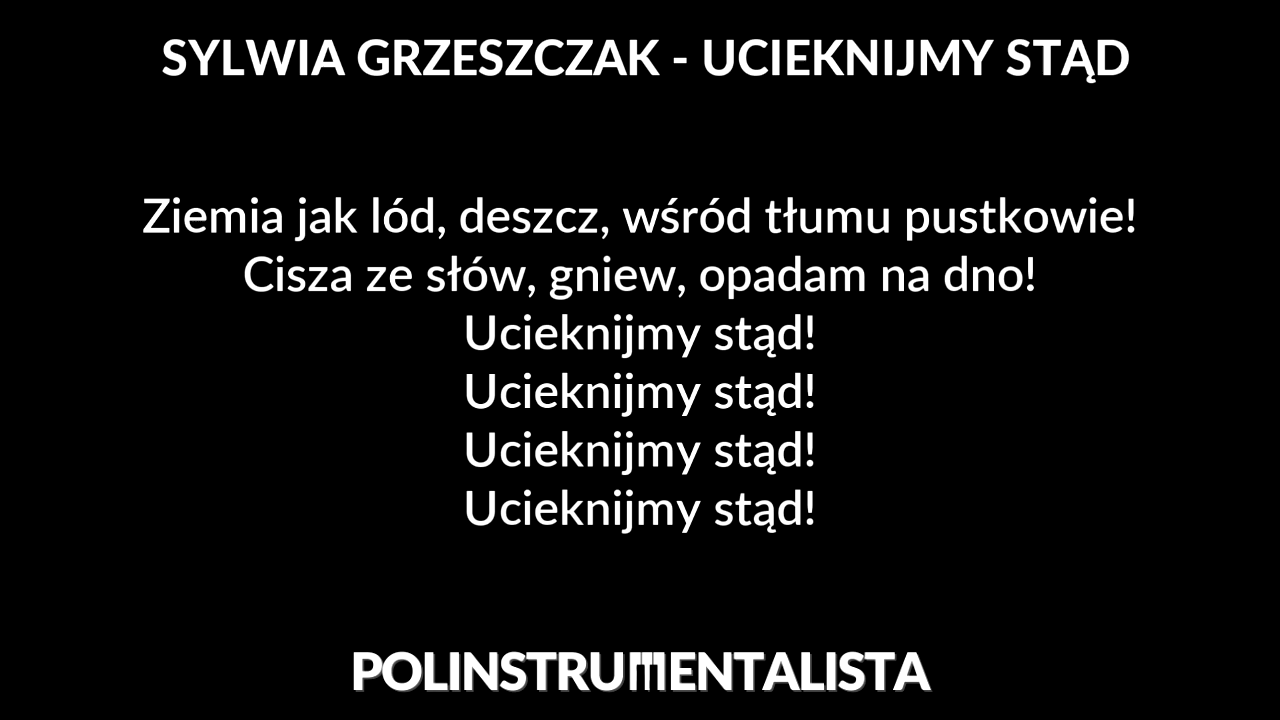 SYLWIA GRZESZCZAK - UCIEKNIJMY STĄD
Ziemia jak lód, deszcz, wśród tłumu pustkowie!
Cisza ze słów, gniew, opadam na dno!
Ucieknijmy stąd!
Ucieknijmy stąd!
Ucieknijmy stąd!
Ucieknijmy stąd!
POLINSTRUMENTALISTA